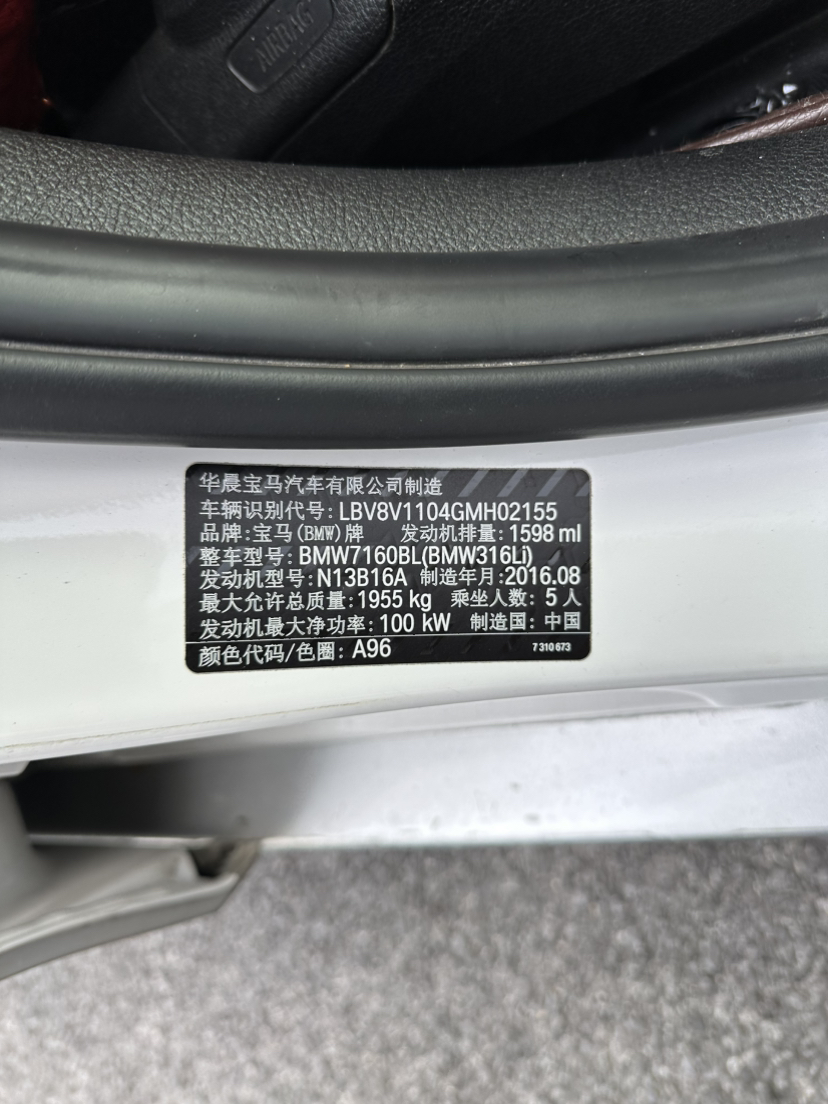 AIRBAG
华晨宝马汽车有限公司制造
车辆识别代号: LBV8V1104GMH02155
品牌: 宝马(BMW)牌 发动机排量: 1598 ml
整车型号: BMW7160BL(BMW316Li)
发动机型号: N13B16A 制造年月: 2016.08
最大允许总质量: 1955 kg 乘坐人数: 5 人
发动机最大净功率: 100 kW 制造国: 中国
颜色代码/色圈: A96 7 310 673